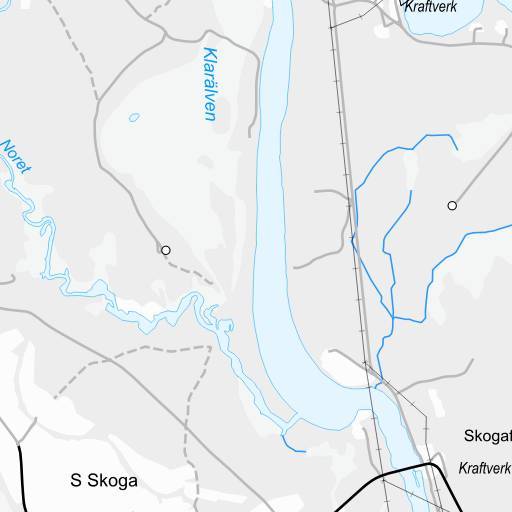 Kraftverk
Klarälven
Noret
Skogaf
Kraftverk
S Skoga